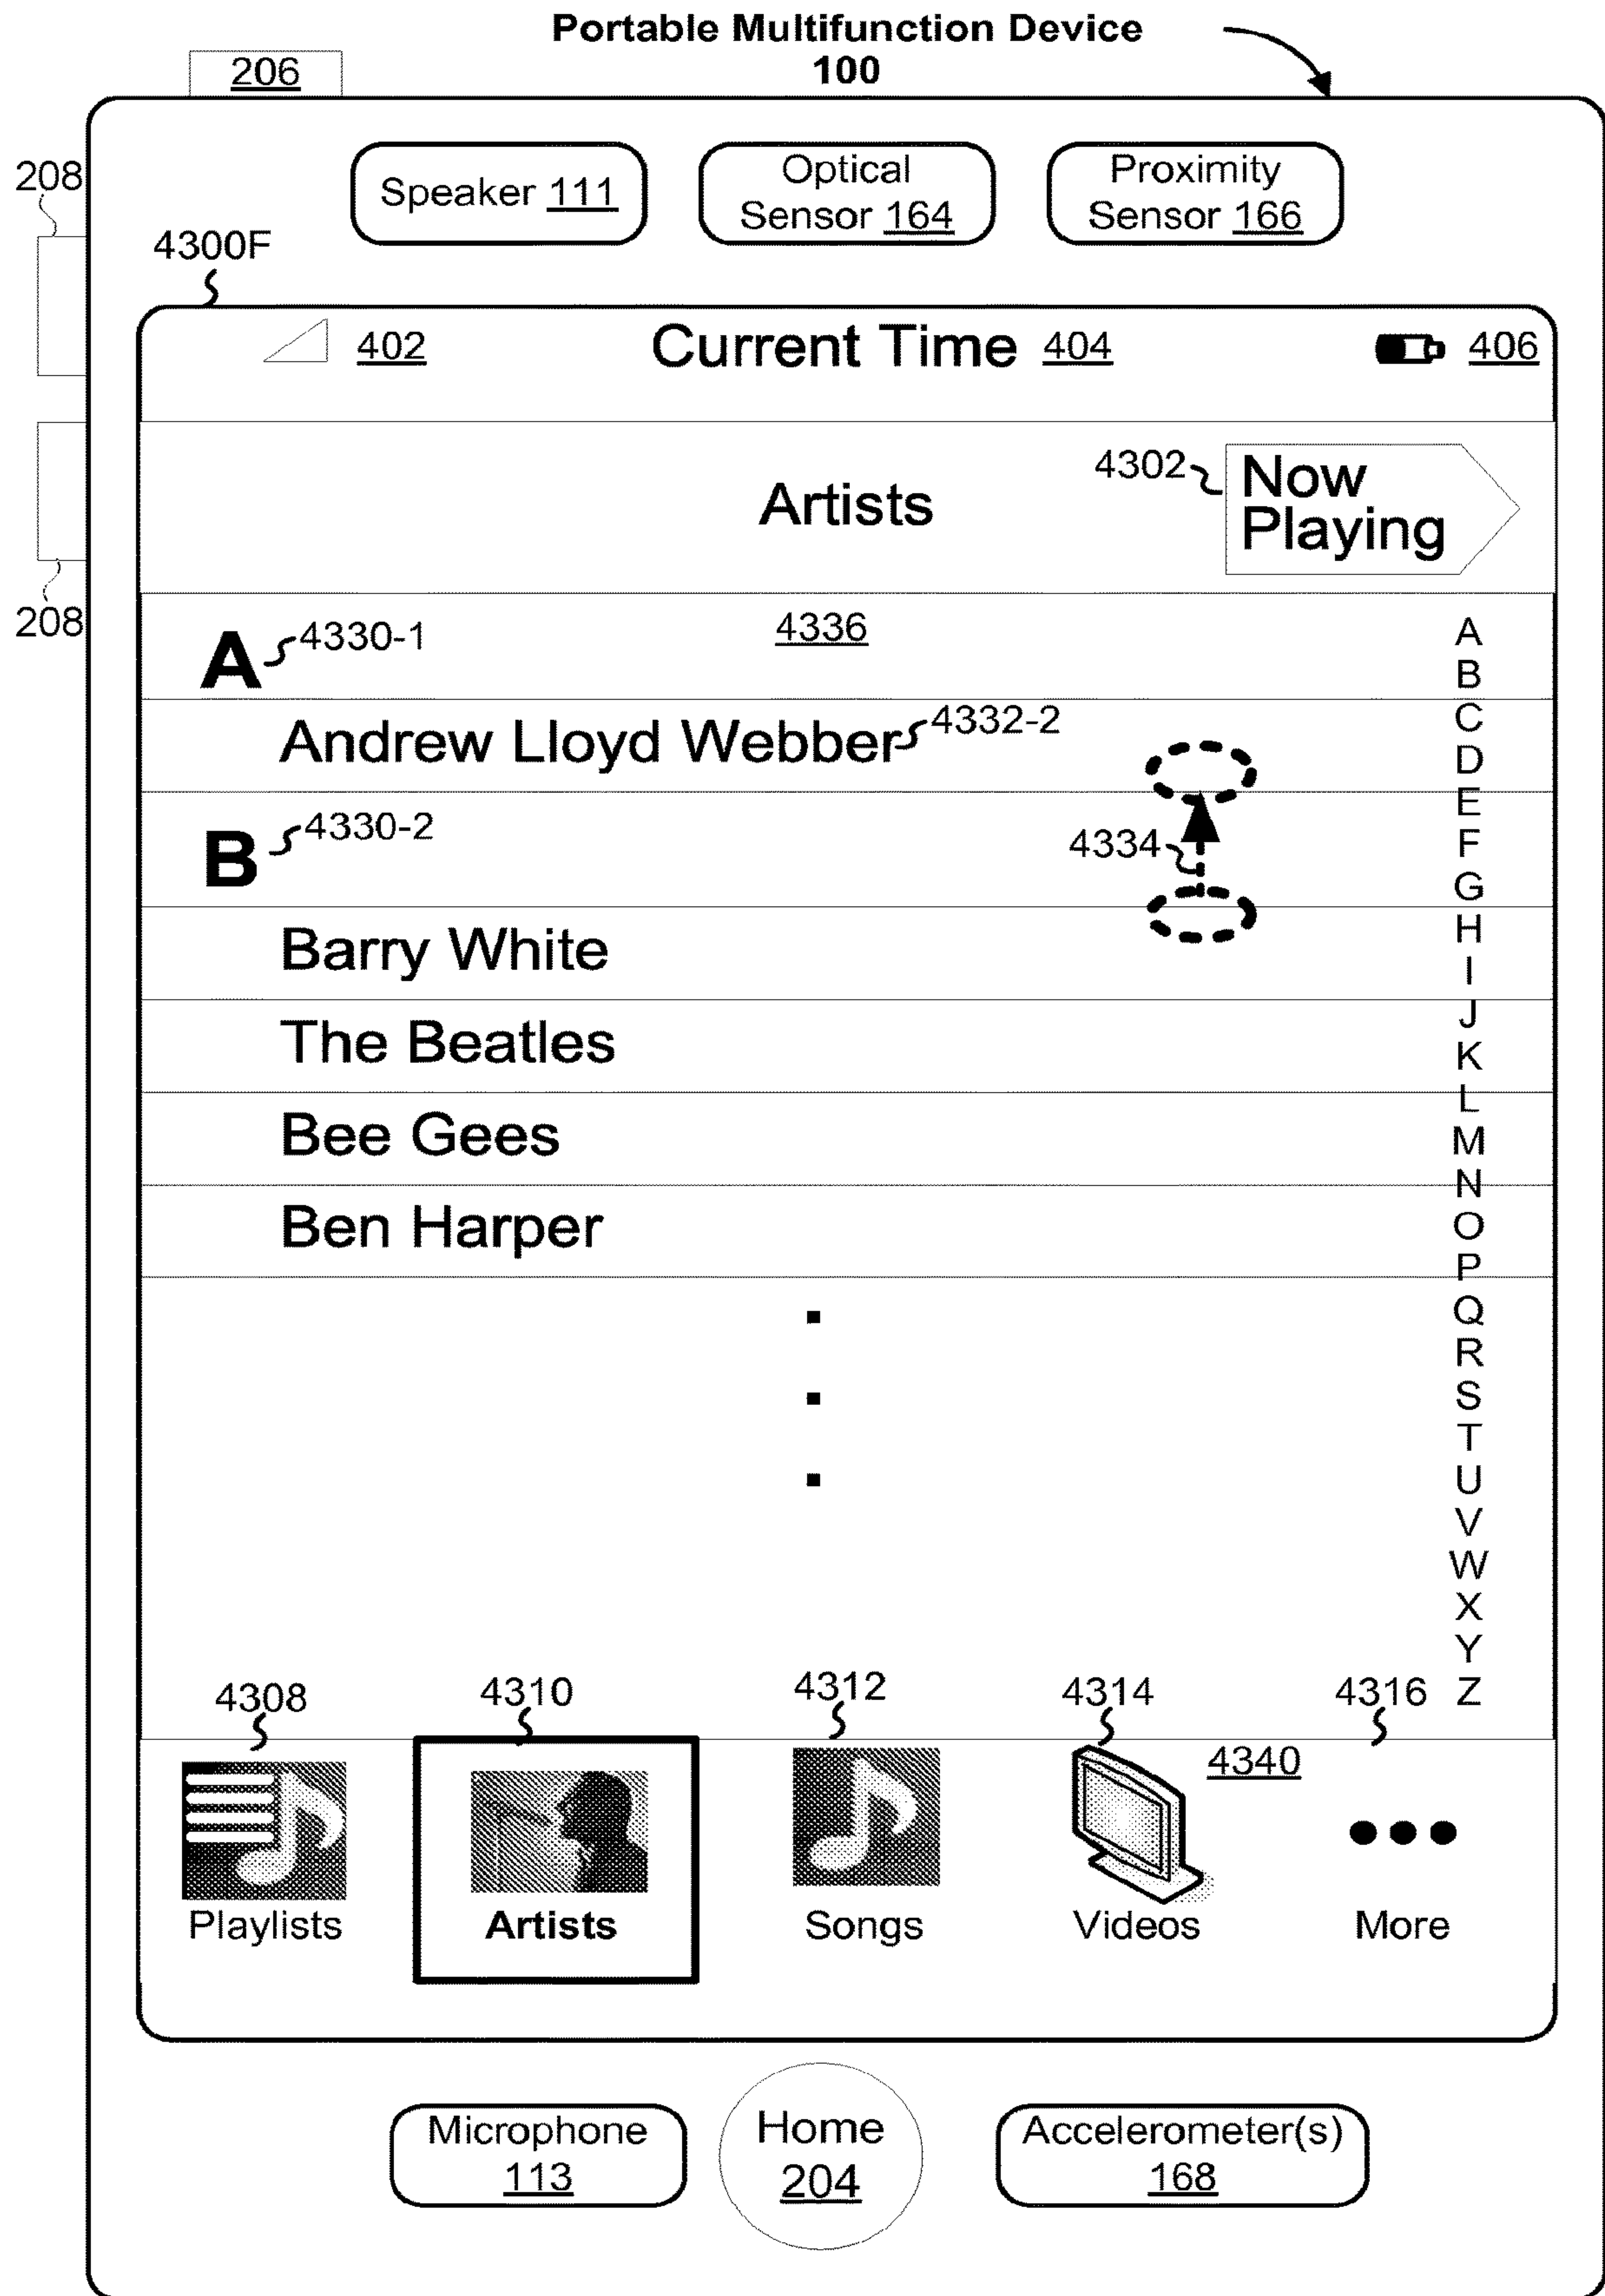 Portable Multifunction Device
100
206
208
Speaker 111
Optical
Sensor 164
Proximity
Sensor 166
4300F
402
Current Time 404
406
Artists
4302
Now
Playing
208
A
4330-1
4336
Andrew Lloyd Webber
4332-2
B
4330-2
4334
Barry White
The Beatles
Bee Gees
Ben Harper
A
B
C
D
E
F
G
H
I
J
K
L
M
N
O
P
Q
R
S
T
U
V
W
X
Y
Z
4308
4310
4312
4314
4316
4340
Playlists
Artists
Songs
Videos
More
Microphone
113
Home
204
Accelerometer(s)
168